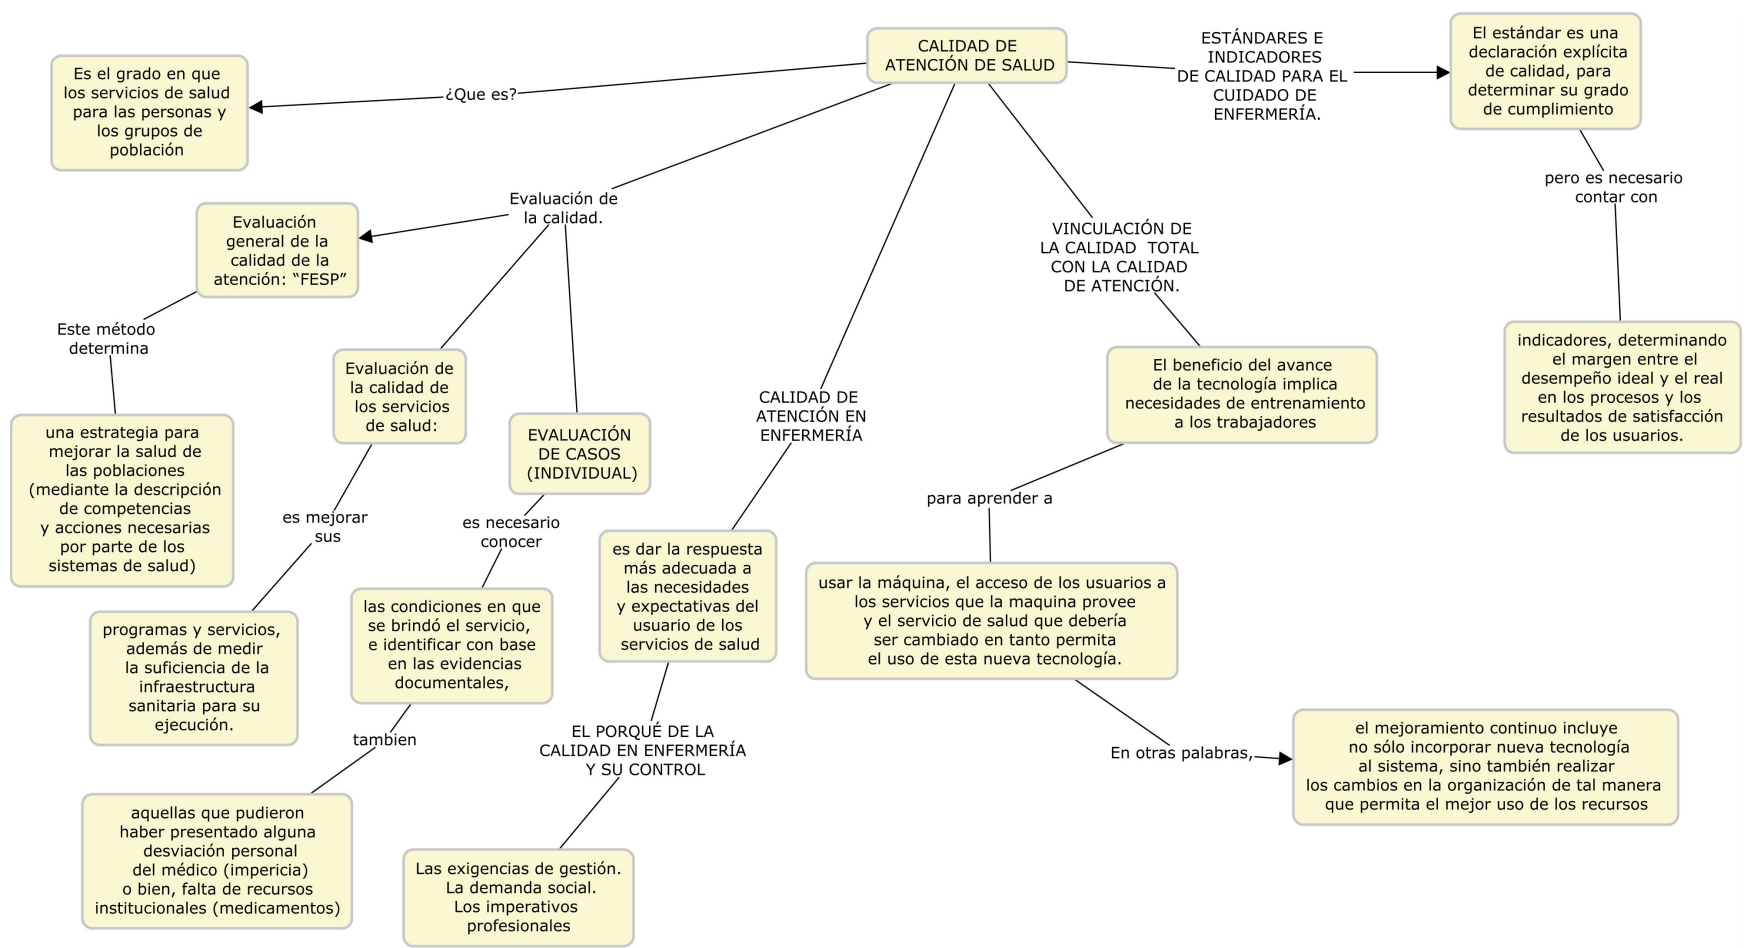 CALIDAD DE
ATENCIÓN DE SALUD
¿Que es?
Es el grado en que
los servicios de salud
para las personas y
los grupos de
población
Evaluación de
la calidad.
Evaluación
general de la
calidad de la
atención: “FESP”
Este método
determina
una estrategia para
mejorar la salud de
las poblaciones
(mediante la descripción
de competencias
y acciones necesarias
por parte de los
sistemas de salud)
Evaluación de
la calidad de
los servicios
de salud:
es mejorar
sus
programas y servicios,
además de medir
la suficiencia de la
infraestructura
sanitaria para su
ejecución.
EVALUACIÓN
DE CASOS
(INDIVIDUAL)
es necesario
conocer
las condiciones en que
se brindó el servicio,
e identificar con base
en las evidencias
documentales,
tambien
aquellas que pudieron
haber presentado alguna
desviación personal
del médico (impericia)
o bien, falta de recursos
institucionales (medicamentos)
CALIDAD DE
ATENCIÓN EN
ENFERMERÍA
es dar la respuesta
más adecuada a
las necesidades
y expectativas del
usuario de los
servicios de salud
EL PORQUÉ DE LA
CALIDAD EN ENFERMERÍA
Y SU CONTROL
Las exigencias de gestión.
La demanda social.
Los imperativos
profesionales
VINCULACIÓN DE
LA CALIDAD TOTAL
CON LA CALIDAD
DE ATENCIÓN.
El beneficio del avance
de la tecnología implica
necesidades de entrenamiento
a los trabajadores
para aprender a
usar la máquina, el acceso de los usuarios a
los servicios que la maquina provee
y el servicio de salud que debería
ser cambiado en tanto permita
el uso de esta nueva tecnología.
En otras palabras,
el mejoramiento continuo incluye
no sólo incorporar nueva tecnología
al sistema, sino también realizar
los cambios en la organización de tal manera
que permita el mejor uso de los recursos
ESTÁNDARES E
INDICADORES
DE CALIDAD PARA EL
CUIDADO DE
ENFERMERÍA.
El estándar es una
declaración explícita
de calidad, para
determinar su grado
de cumplimiento
pero es necesario
contar con
indicadores, determinando
el margen entre el
desempeño ideal y el real
en los procesos y los
resultados de satisfacción
de los usuarios.